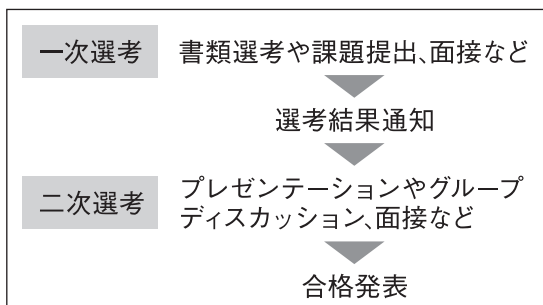 一次選考 書類選考や課題提出、面接など
選考結果通知
二次選考 プレゼンテーションやグループ
ディスカッション、面接など
合格発表